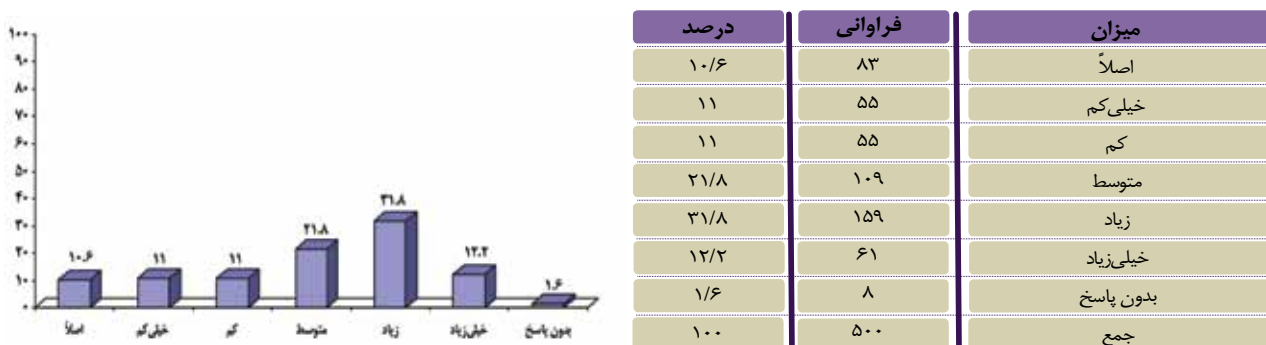 میزان فراوانی درصد
اصلاً ۸۳ ۱۰/۶
خیلی‌کم ۵۵ ۱۱
کم ۵۵ ۱۱
متوسط ۱۰۹ ۲۱/۸
زیاد ۱۵۹ ۳۱/۸
خیلی‌زیاد ۶۱ ۱۲/۲
بدون پاسخ ۸ ۱/۶
جمع ۵۰۰ ۱۰۰
۱۰۰
۹۰
۸۰
۷۰
۶۰
۵۰
۴۰
۳۰
۲۰
۱۰
۰
۱۰.۶ ۱۱ ۱۱ ۲۱.۸ ۳۱.۸ ۱۲.۲ ۱.۶
اصلاً خیلی‌کم کم متوسط زیاد خیلی‌زیاد بدون پاسخ